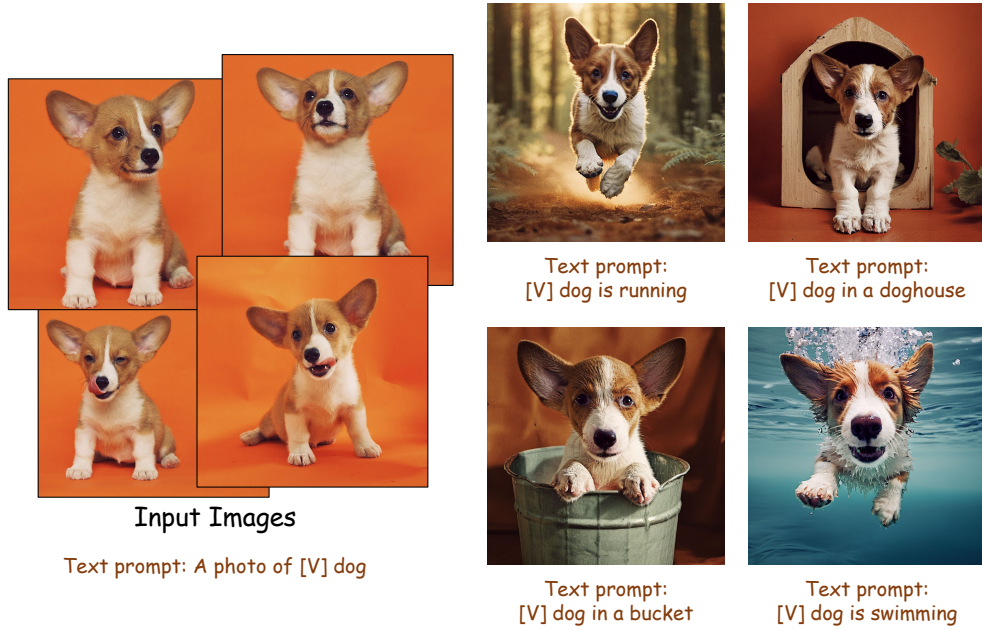 Input Images
Text prompt: A photo of [V] dog
Text prompt:
[V] dog is running
Text prompt:
[V] dog in a doghouse
Text prompt:
[V] dog in a bucket
Text prompt:
[V] dog is swimming